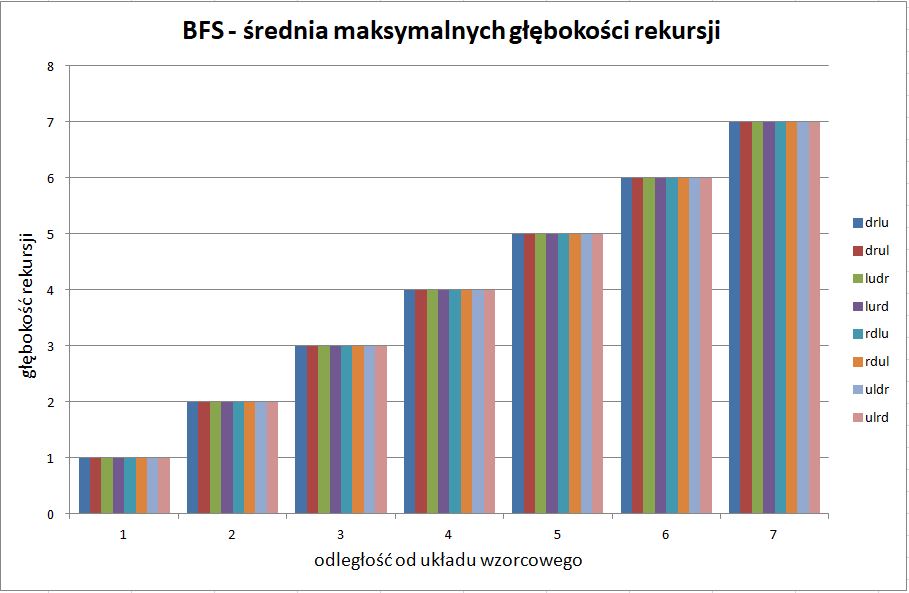 BFS - średnia maksymalnych głębokości rekursji
głębokość rekursji
8
7
6
5
4
3
2
1
0
1 2 3 4 5 6 7
odległość od układu wzorcowego
drlu
drul
ludr
lurd
rdlu
rdul
uldr
ulrd